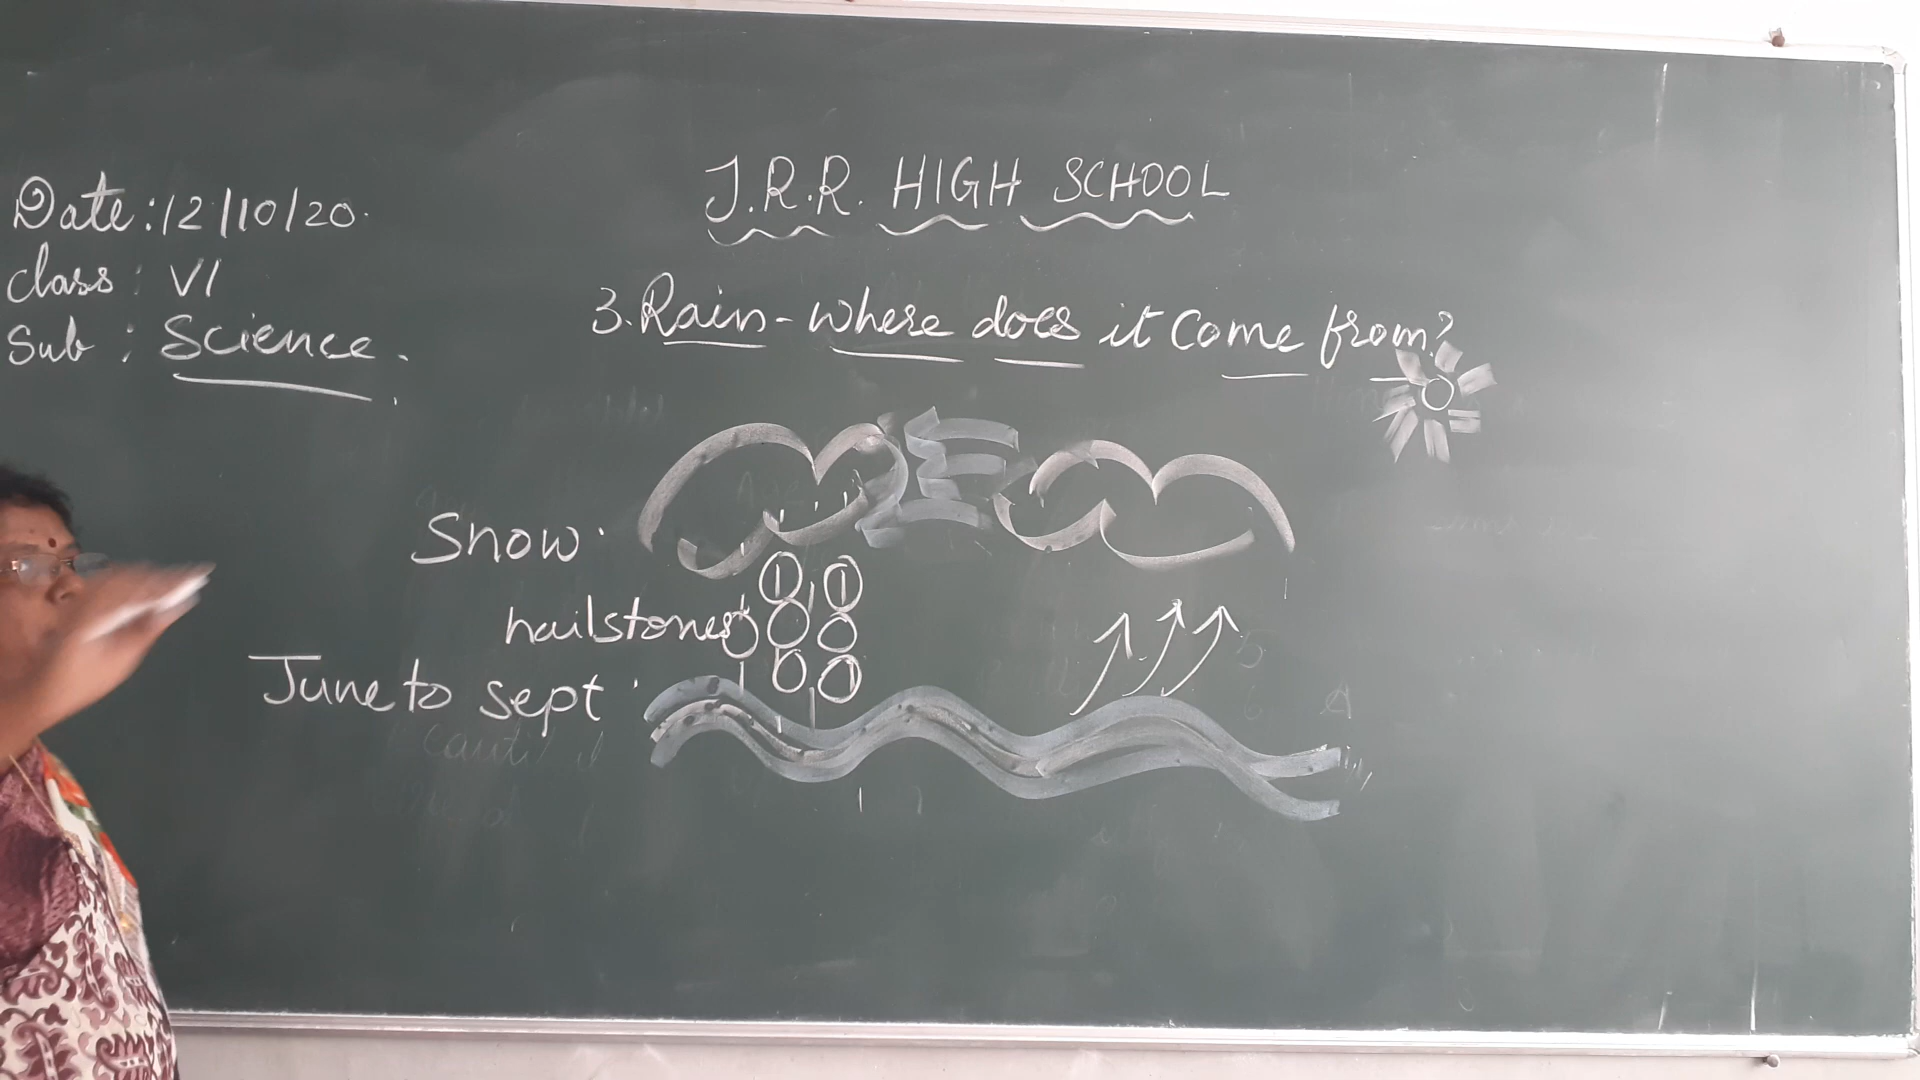 J.R.R. HIGH SCHOOL
Date: 12/10/20.
class: VI
Sub: Science.
3. Rain - where does it come from?
Snow.
hailstones
June to sept.